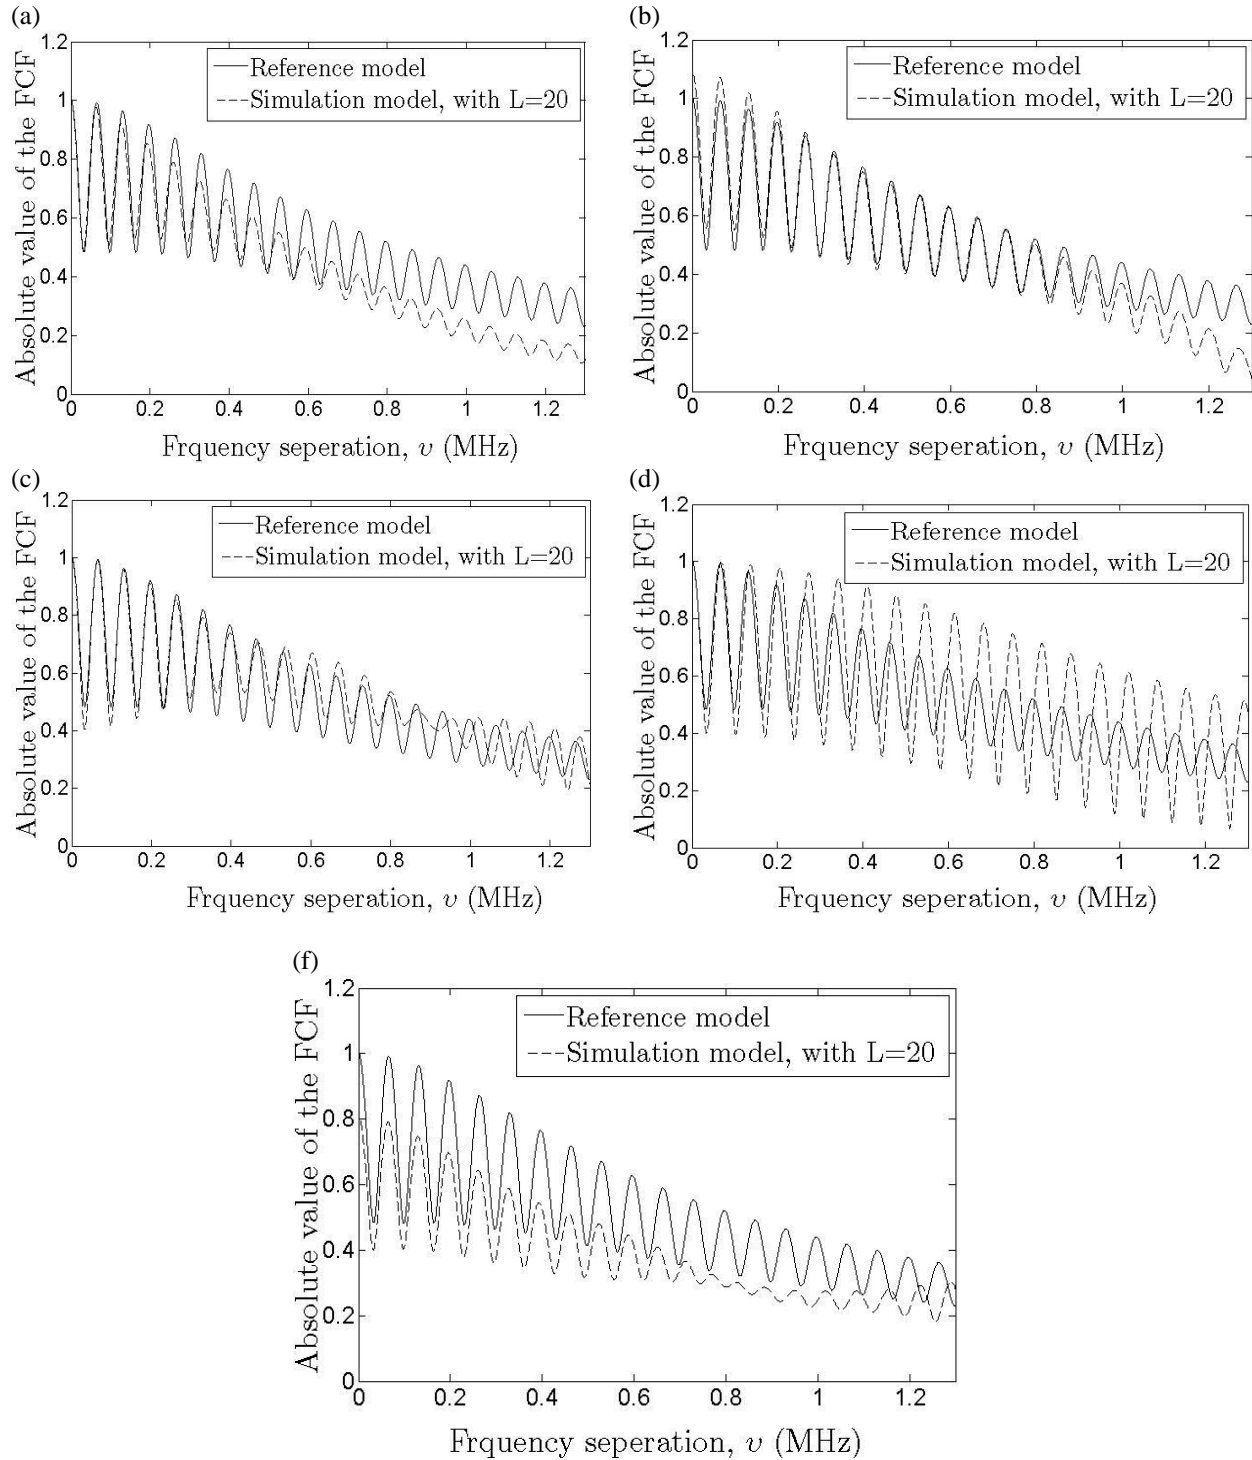 (a)
1.2
1
0.8
0.6
0.4
0.2
0
Absolute value of the FCF
Reference model
Simulation model, with L=20
0 0.2 0.4 0.6 0.8 1 1.2
Frquency seperation, υ (MHz)
(b)
1.2
1
0.8
0.6
0.4
0.2
0
Absolute value of the FCF
Reference model
Simulation model, with L=20
0 0.2 0.4 0.6 0.8 1 1.2
Frquency seperation, υ (MHz)
(c)
1.2
1
0.8
0.6
0.4
0.2
0
Absolute value of the FCF
Reference model
Simulation model, with L=20
0 0.2 0.4 0.6 0.8 1 1.2
Frquency seperation, υ (MHz)
(d)
1.2
1
0.8
0.6
0.4
0.2
0
Absolute value of the FCF
Reference model
Simulation model, with L=20
0 0.2 0.4 0.6 0.8 1 1.2
Frquency seperation, υ (MHz)
(f)
1.2
1
0.8
0.6
0.4
0.2
0
Absolute value of the FCF
Reference model
Simulation model, with L=20
0 0.2 0.4 0.6 0.8 1 1.2
Frquency seperation, υ (MHz)